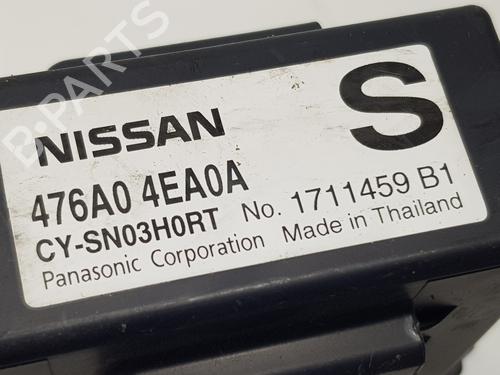 B-PARTS
NISSAN
S
476A0 4EA0A
CY-SN03H0RT No. 1711459 B1
Panasonic Corporation Made in Thailand